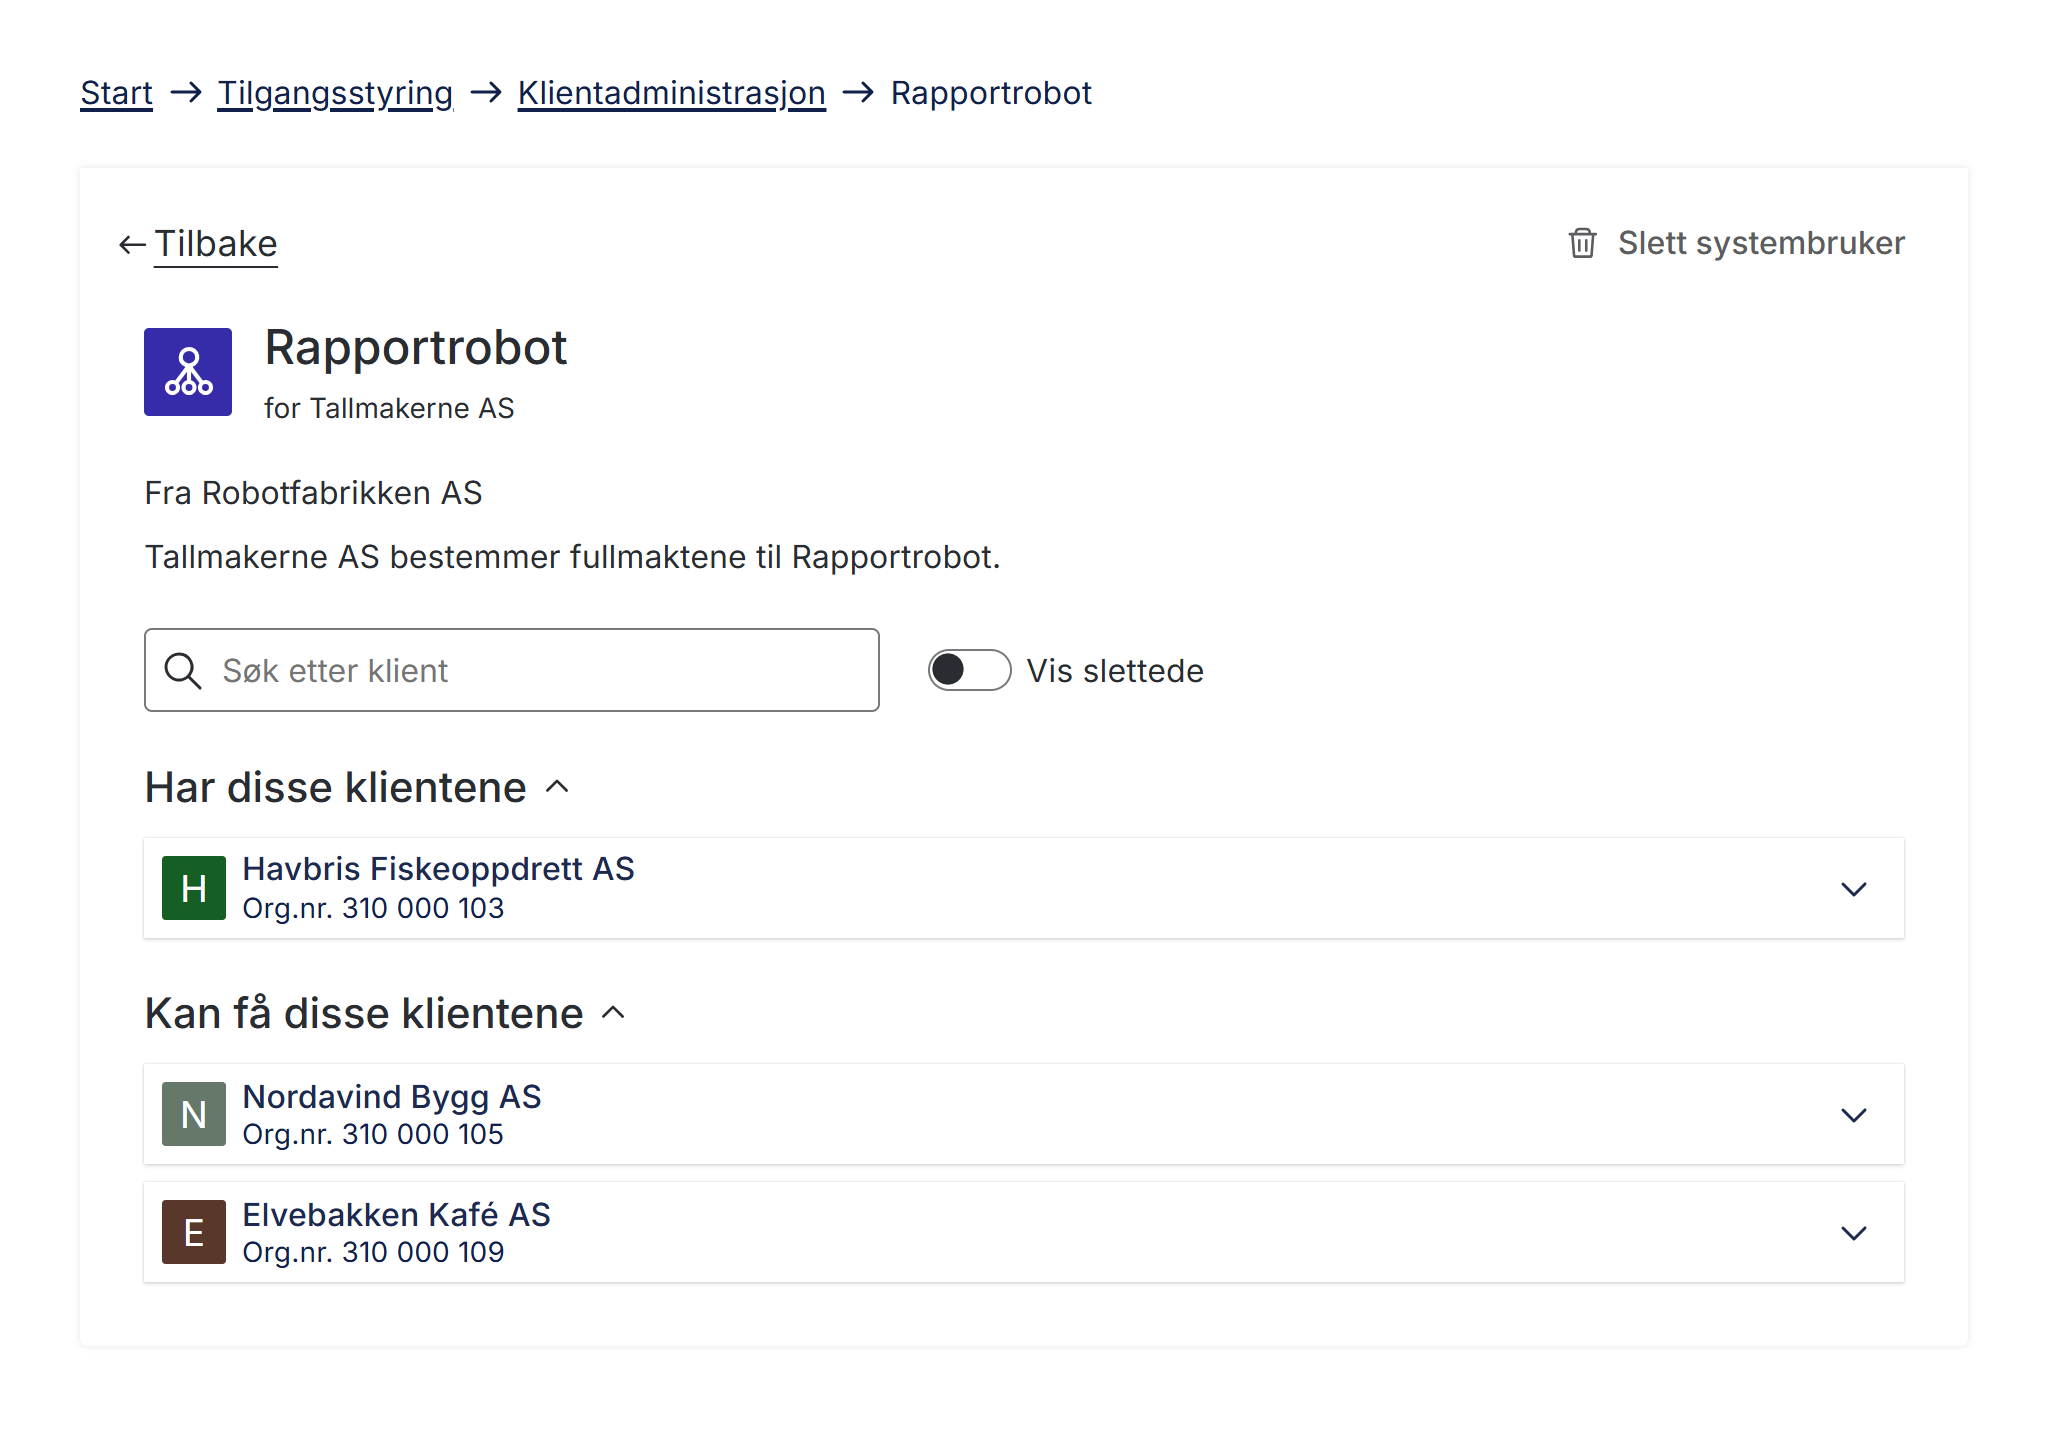 Start → Tilgangsstyring → Klientadministrasjon → Rapportrobot
← Tilbake
Slett systembruker
Rapportrobot
for Tallmakerne AS
Fra Robotfabrikken AS
Tallmakerne AS bestemmer fullmaktene til Rapportrobot.
Søk etter klient
Vis slettede
Har disse klientene
H
Havbris Fiskeoppdrett AS
Org.nr. 310 000 103
Kan få disse klientene
N
Nordavind Bygg AS
Org.nr. 310 000 105
E
Elvebakken Kafé AS
Org.nr. 310 000 109